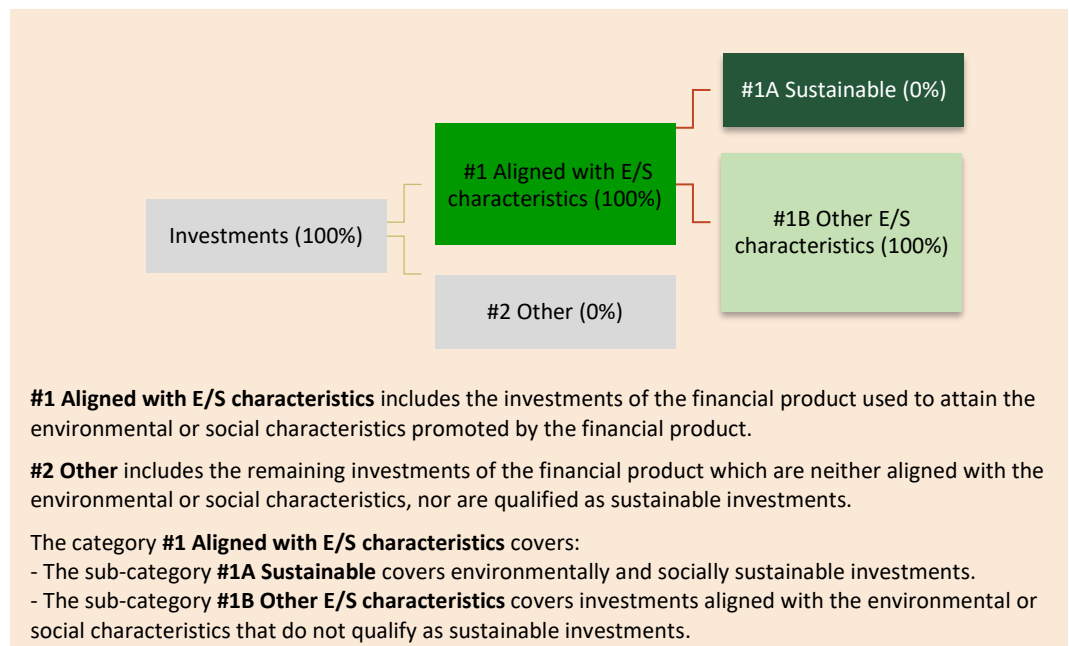 #1A Sustainable (0%)
#1 Aligned with E/S
characteristics (100%)
#1B Other E/S
characteristics (100%)
Investments (100%)
#2 Other (0%)
#1 Aligned with E/S characteristics includes the investments of the financial product used to attain the
environmental or social characteristics promoted by the financial product.
#2 Other includes the remaining investments of the financial product which are neither aligned with the
environmental or social characteristics, nor are qualified as sustainable investments.
The category #1 Aligned with E/S characteristics covers:
- The sub-category #1A Sustainable covers environmentally and socially sustainable investments.
- The sub-category #1B Other E/S characteristics covers investments aligned with the environmental or
social characteristics that do not qualify as sustainable investments.